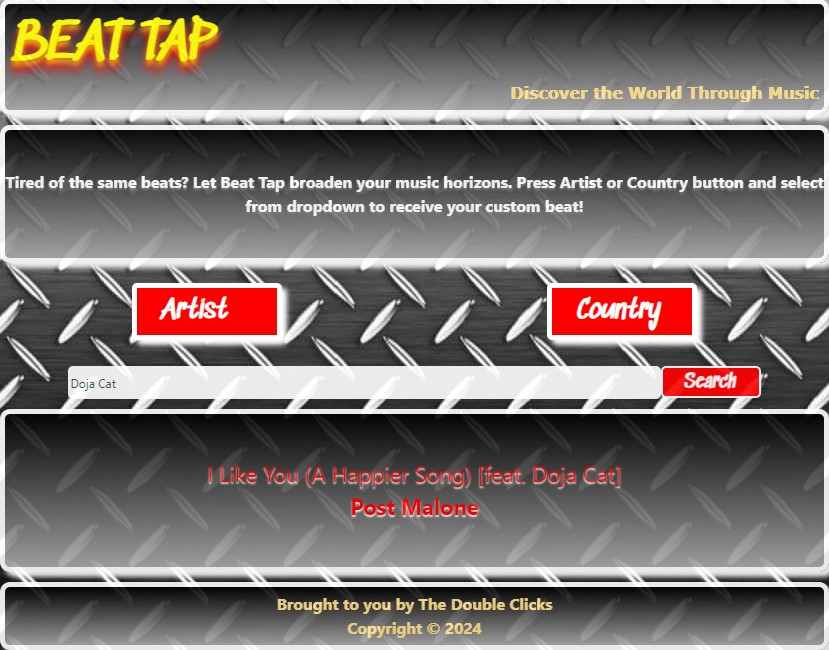 BEAT TAP
Discover the World Through Music
Tired of the same beats? Let Beat Tap broaden your music horizons. Press Artist or Country button and select
from dropdown to receive your custom beat!
Artist
Country
Doja Cat
Search
I Like You (A Happier Song) [feat. Doja Cat]
Post Malone
Brought to you by The Double Clicks
Copyright © 2024